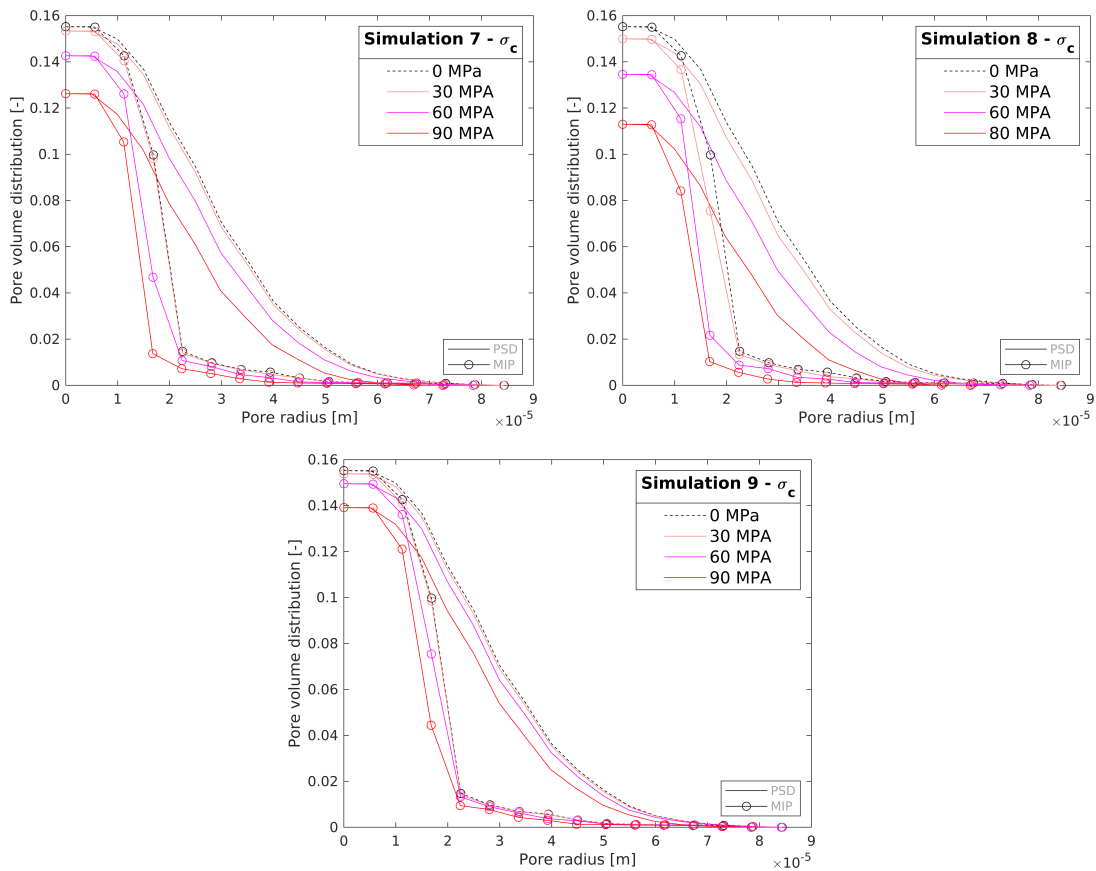 0.16
0.14
0.12
0.1
0.08
0.06
0.04
0.02
0
Pore volume distribution [-]
Simulation 7 - σc
0 MPa
30 MPA
60 MPA
90 MPA
PSD
MIP
0 1 2 3 4 5 6 7 8 9
Pore radius [m]
×10-5
0.16
0.14
0.12
0.1
0.08
0.06
0.04
0.02
0
Pore volume distribution [-]
Simulation 8 - σc
0 MPa
30 MPA
60 MPA
80 MPA
PSD
MIP
0 1 2 3 4 5 6 7 8 9
Pore radius [m]
×10-5
0.16
0.14
0.12
0.1
0.08
0.06
0.04
0.02
0
Pore volume distribution [-]
Simulation 9 - σc
0 MPa
30 MPA
60 MPA
90 MPA
PSD
MIP
0 1 2 3 4 5 6 7 8 9
Pore radius [m]
×10-5